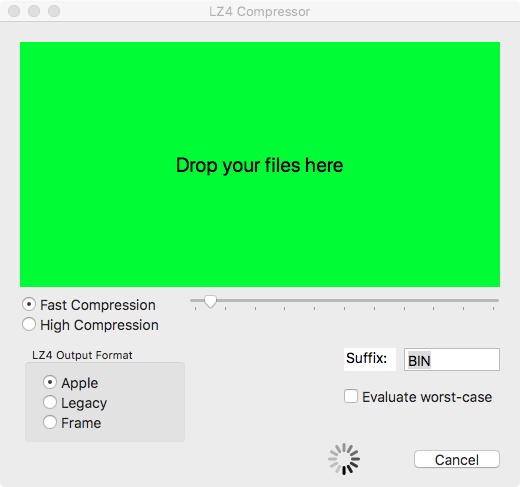 LZ4 Compressor
Drop your files here
Fast Compression
High Compression
LZ4 Output Format
Apple
Legacy
Frame
Suffix: BIN
Evaluate worst-case
Cancel